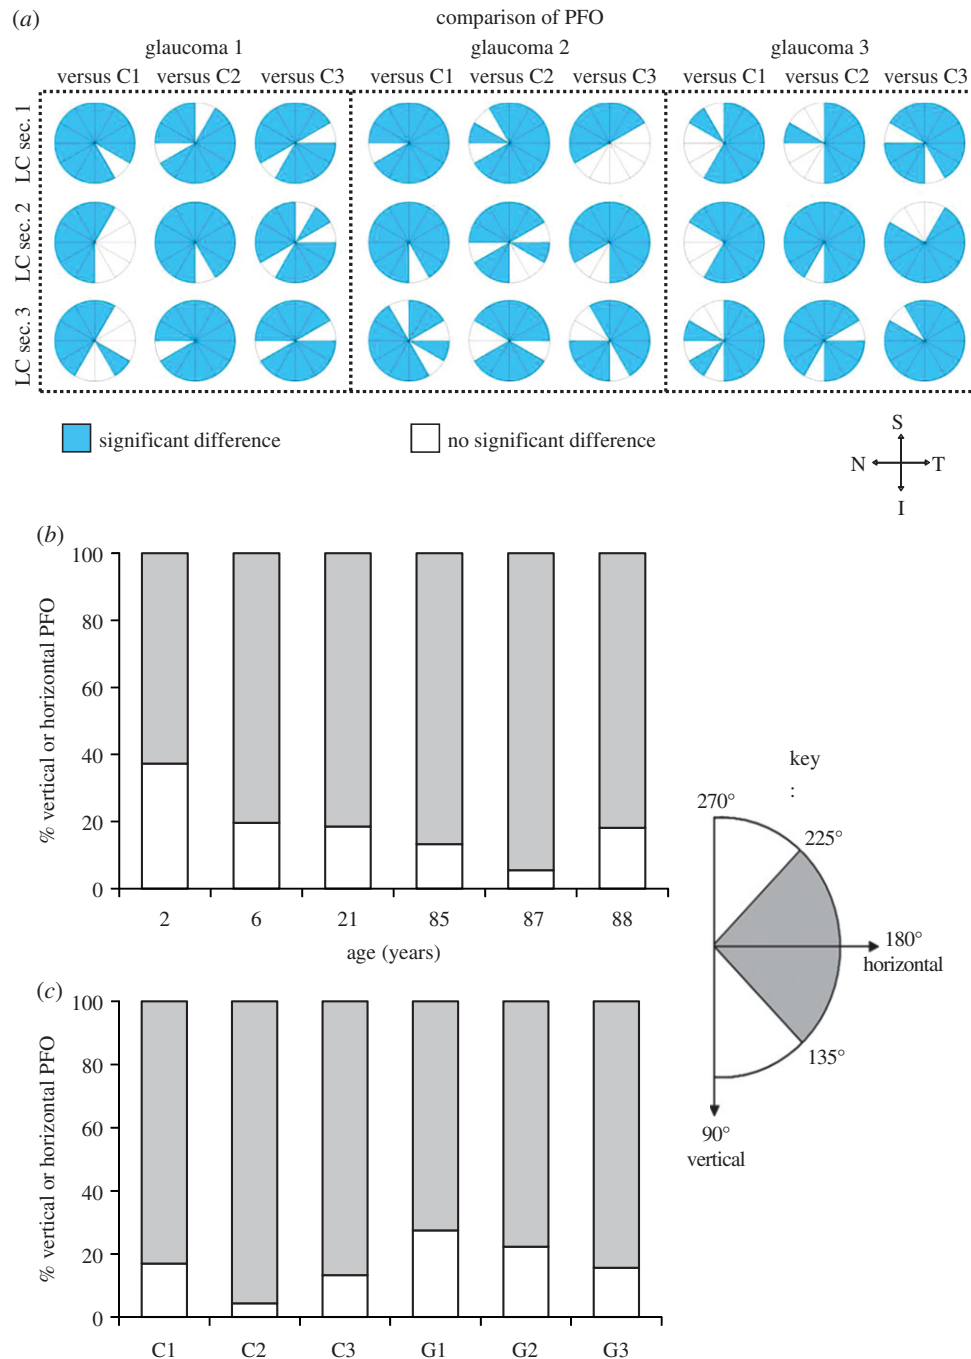 (a)
comparison of PFO
glaucoma 1 glaucoma 2 glaucoma 3
versus C1 versus C2 versus C3 versus C1 versus C2 versus C3 versus C1 versus C2 versus C3
LC sec. 1
LC sec. 2
LC sec. 3
significant difference
no significant difference
S
N T
I
(b)
% vertical or horizontal PFO
100
80
60
40
20
0
2 6 21 85 87 88
age (years)
key
:
270°
225°
180°
horizontal
135°
90°
vertical
(c)
% vertical or horizontal PFO
100
80
60
40
20
0
C1 C2 C3 G1 G2 G3